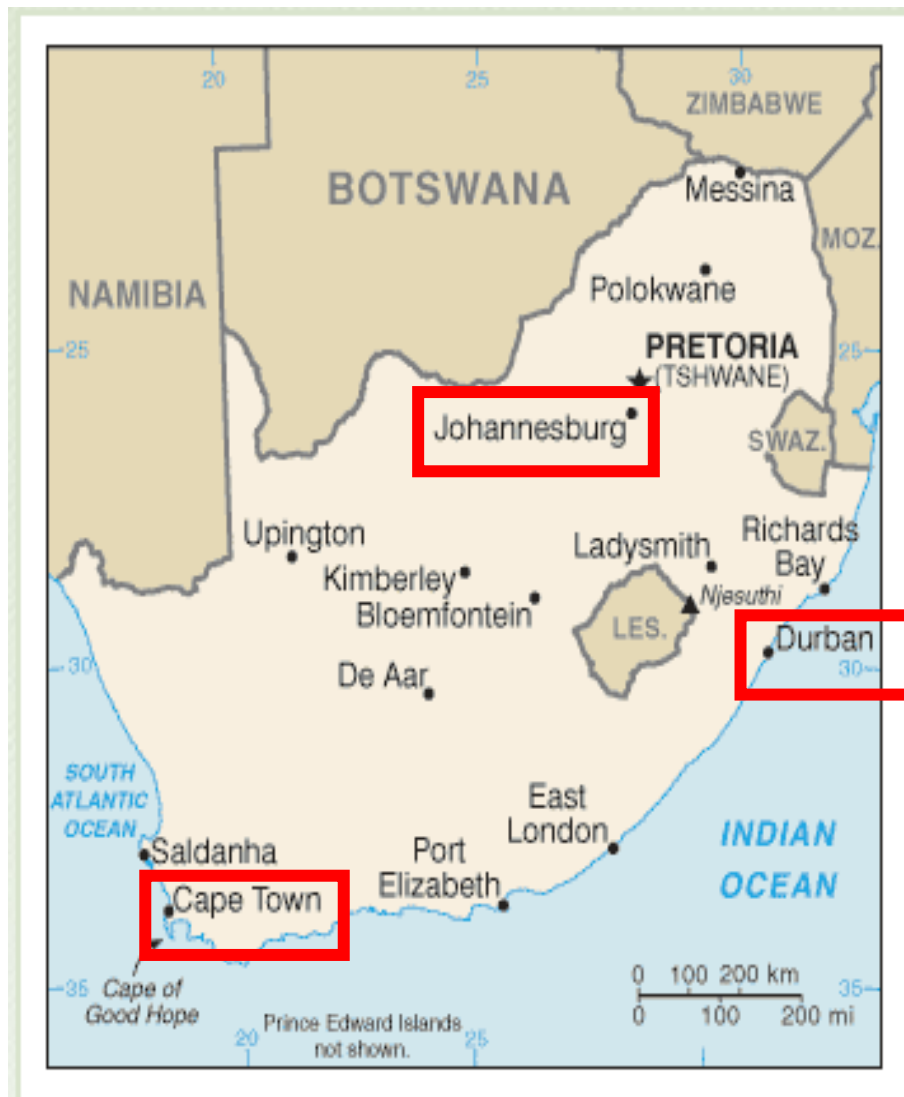 20
25
30
ZIMBABWE
BOTSWANA
Messina
MOZ.
NAMIBIA
Polokwane
25
PRETORIA
25
(TSHWANE)
Johannesburg
SWAZ.
Upington
Ladysmith
Richards
Bay
Kimberley
Njesuthi
Bloemfontein
LES.
Durban
30
De Aar
30
SOUTH
ATLANTIC
OCEAN
East
London
INDIAN
OCEAN
Saldanha
Port
Elizabeth
Cape Town
35
Cape of
Good Hope
0 100 200 km
35
0 100 200 mi
Prince Edward Islands
not shown.
20
25